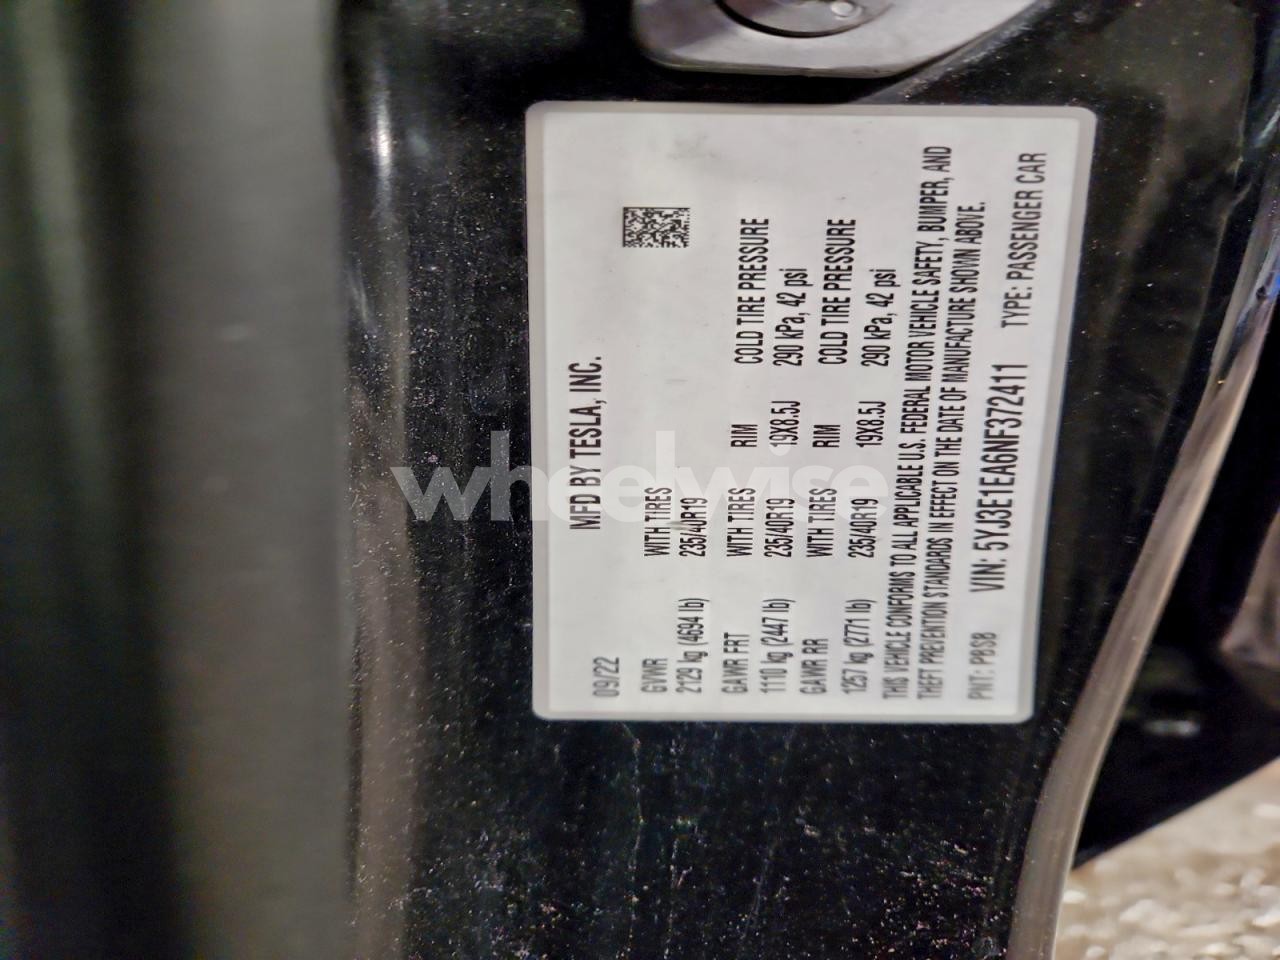 MFD BY TESLA, INC.
09/22
GVWR WITH TIRES
2129 kg (4694 lb) 235/40R19
GAWR FRT WITH TIRES RIM COLD TIRE PRESSURE
1110 kg (2447 lb) 235/40R19 19X8.5J 290 kPa, 42 psi
GAWR RR WITH TIRES RIM COLD TIRE PRESSURE
1257 kg (2771 lb) 235/40R19 19X8.5J 290 kPa, 42 psi
THIS VEHICLE CONFORMS TO ALL APPLICABLE U.S. FEDERAL MOTOR VEHICLE SAFETY, BUMPER, AND
THEFT PREVENTION STANDARDS IN EFFECT ON THE DATE OF MANUFACTURE SHOWN ABOVE.
PNT: PBSB VIN: 5YJ3E1EA6NF372411 TYPE: PASSENGER CAR
wheelwise